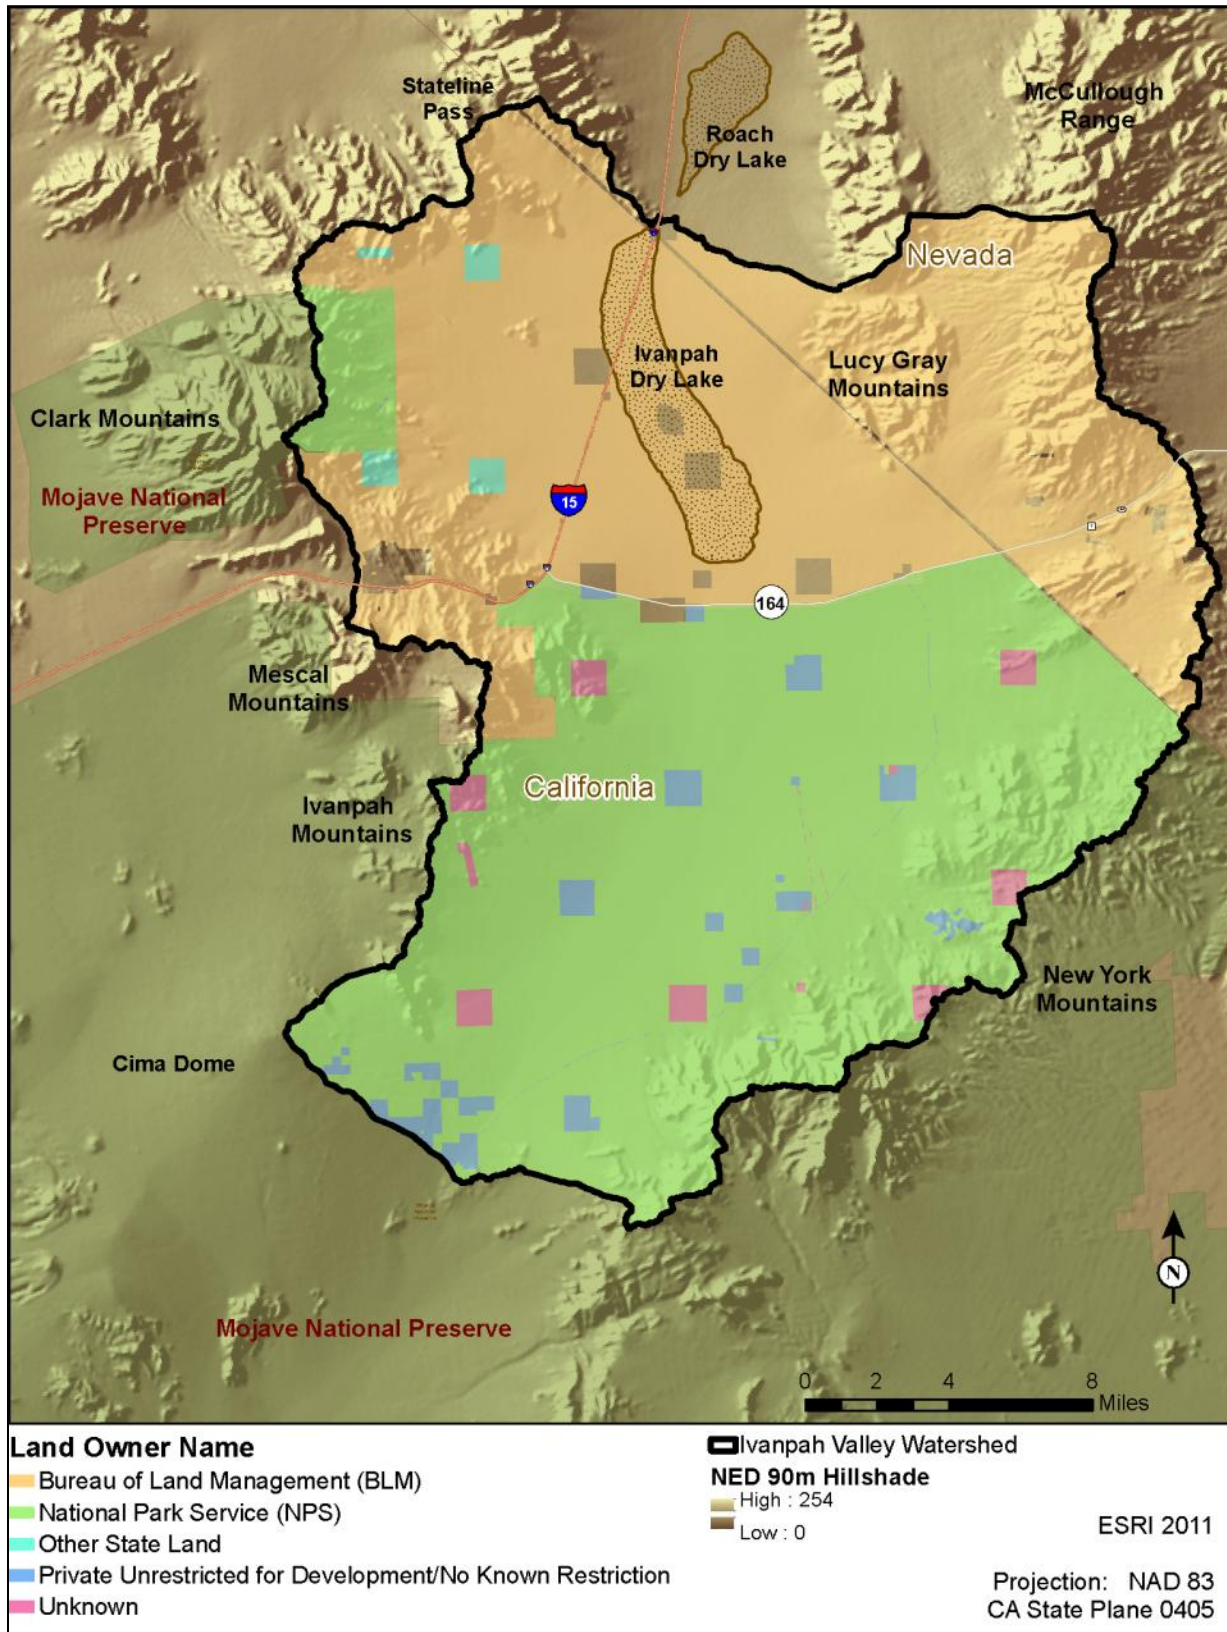 Stateline
Pass
McCullough
Range
Roach
Dry Lake
Nevada
Ivanpah
Dry Lake
Lucy Gray
Mountains
Clark Mountains
Mojave National
Preserve
15
164
Mescal
Mountains
California
Ivanpah
Mountains
New York
Mountains
Cima Dome
Mojave National Preserve
N
0 2 4 8
Miles
Land Owner Name
Bureau of Land Management (BLM)
National Park Service (NPS)
Other State Land
Private Unrestricted for Development/No Known Restriction
Unknown
Ivanpah Valley Watershed
NED 90m Hillshade
High : 254
Low : 0
ESRI 2011
Projection: NAD 83
CA State Plane 0405